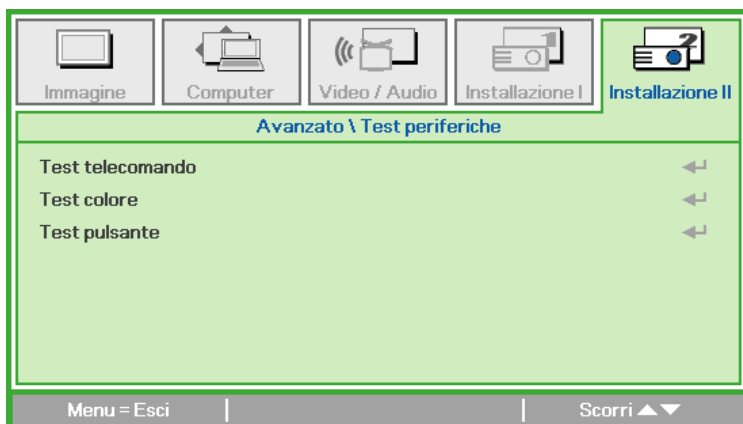 Immagine
Computer
Video / Audio
Installazione I
Installazione II
Avanzato \ Test periferiche
Test telecomando
Test colore
Test pulsante
Menu = Esci
Scorri ▲▼